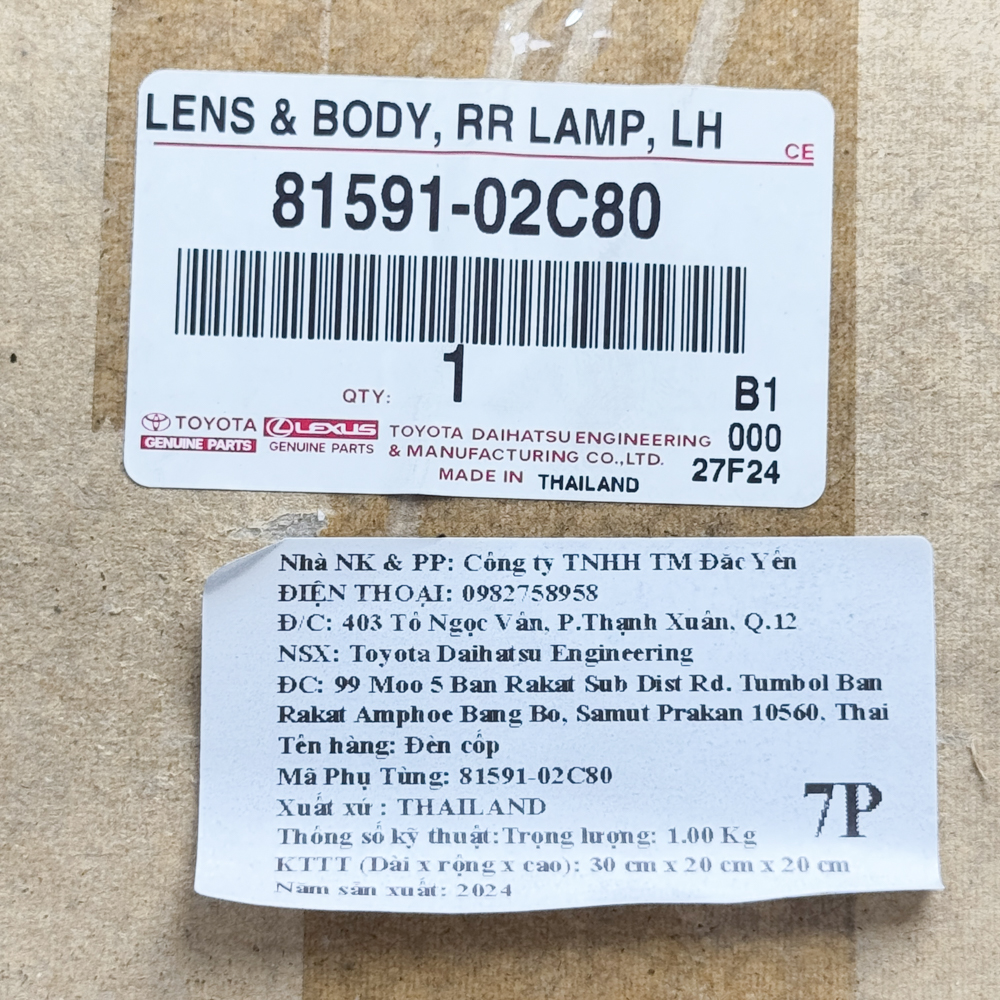 LENS & BODY, RR LAMP, LH
CE
81591-02C80
QTY: 1
B1
TOYOTA
GENUINE PARTS
LEXUS
GENUINE PARTS
TOYOTA DAIHATSU ENGINEERING
& MANUFACTURING CO.,LTD.
MADE IN THAILAND
000
27F24
Nhà NK & PP: Công ty TNHH TM Đăc Yến
ĐIỆN THOẠI: 0982758958
Đ/C: 403 Tô Ngọc Vân, P.Thạnh Xuân, Q.12
NSX: Toyota Daihatsu Engineering
ĐC: 99 Moo 5 Ban Rakat Sub Dist Rd. Tumbol Ban
Rakat Amphoe Bang Bo, Samut Prakan 10560, Thai
Tên hàng: Đèn cốp
Mã Phụ Tùng: 81591-02C80
Xuất xứ : THAILAND
7P
Thông số kỹ thuật:Trọng lượng: 1.00 Kg
KTTT (Dài x rộng x cao): 30 cm x 20 cm x 20 cm
Năm sản xuất: 2024